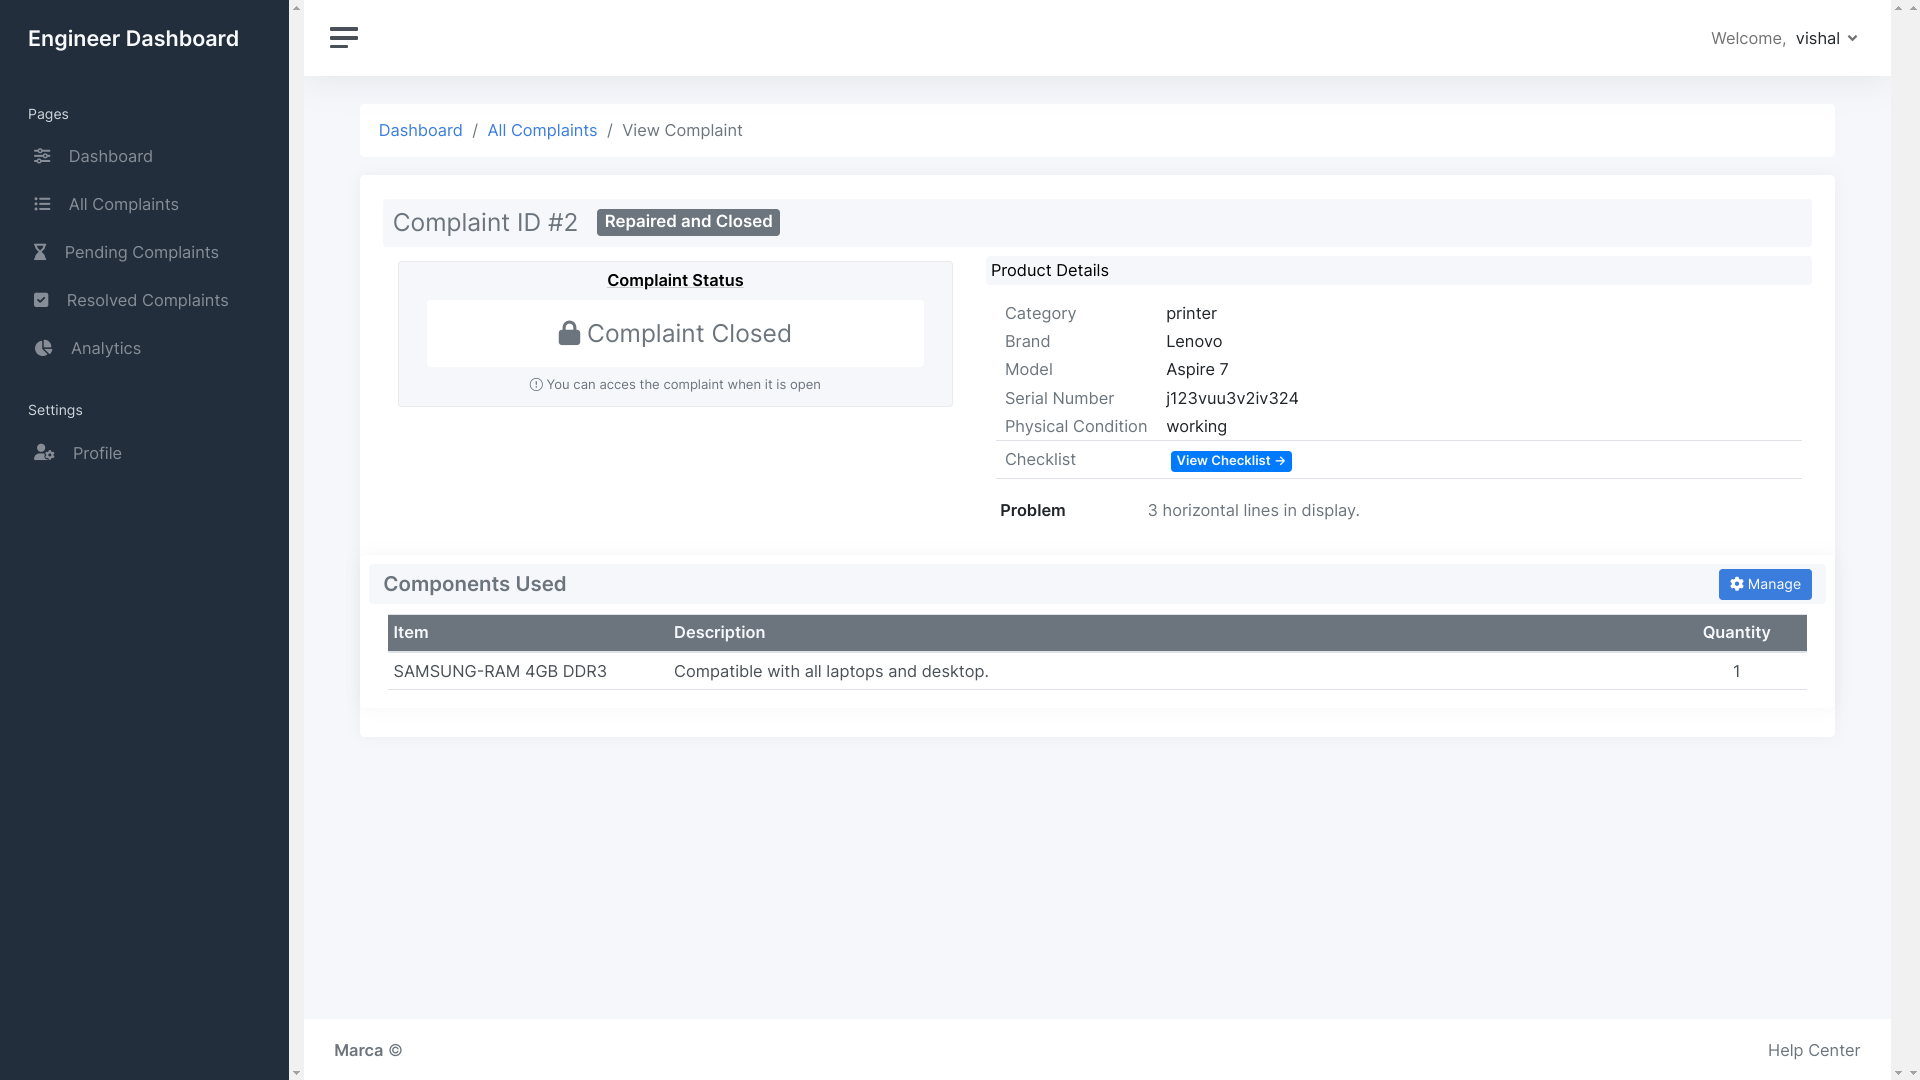 Engineer Dashboard
Pages
Dashboard
All Complaints
Pending Complaints
Resolved Complaints
Analytics
Settings
Profile
Welcome, vishal
Dashboard / All Complaints / View Complaint
Complaint ID #2 Repaired and Closed
Complaint Status
Complaint Closed
You can acces the complaint when it is open
Product Details
Category printer
Brand Lenovo
Model Aspire 7
Serial Number j123vuu3v2iv324
Physical Condition working
Checklist View Checklist →
Problem 3 horizontal lines in display.
Components Used Manage
Item Description Quantity
SAMSUNG-RAM 4GB DDR3 Compatible with all laptops and desktop. 1
Marca © Help Center